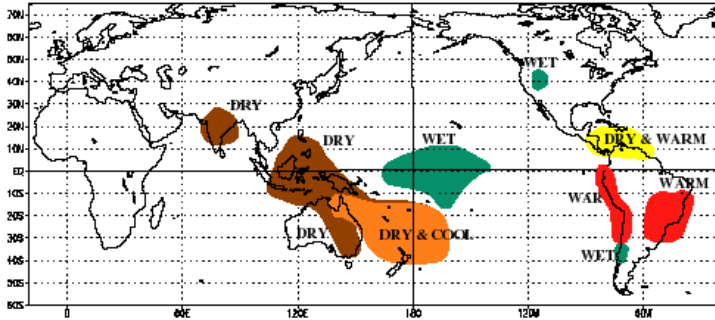 70N
60N
50N
WET
40N
30N
DRY
20N
DRY
WET
DRY & WARM
10N
EQ
WARM
10S
WAR
20S
DRY
DRY & COOL
30S
WET
40S
50S
60S
0 60E 120E 180 120W 60W